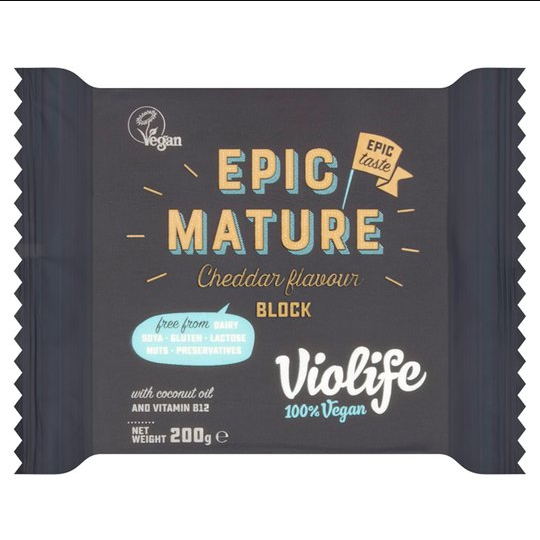 Vegan
EPIC
taste
EPIC
MATURE
Cheddar flavour
BLOCK
free from DAIRY
SOYA - GLUTEN - LACTOSE
NUTS - PRESERVATIVES
Violife
100% Vegan
with coconut oil
AND VITAMIN B12
NET
WEIGHT 200g ℮